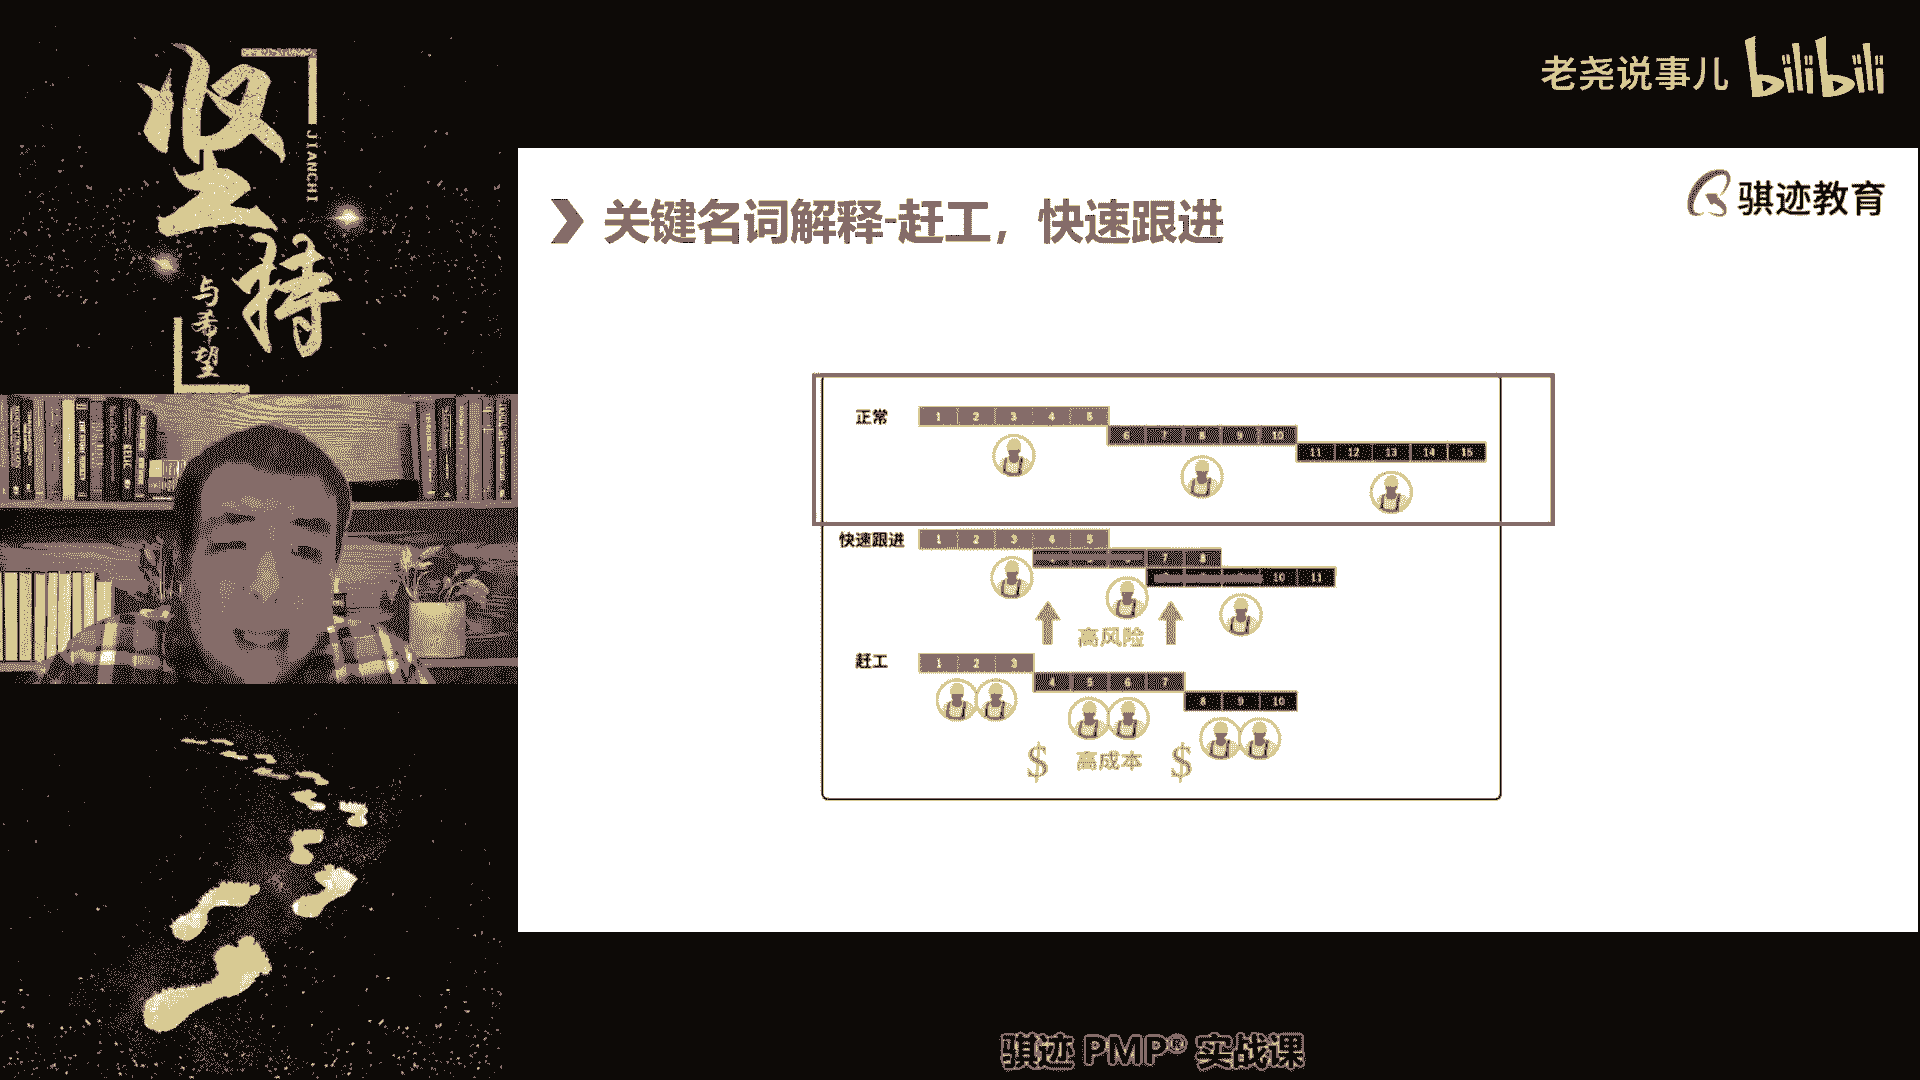 坚持
JIANCHI
与希望
老尧说事儿 bilibili
骐迹教育
关键名词解释-赶工，快速跟进
正常
1 2 3 4 5
6 7 8 9 10
11 12 13 14 15
快速跟进
1 2 3 4 5
7 8
10 11
高风险
赶工
1 2 3
4 5 6 7
8 9 10
$ 高成本 $
骐迹 PMP® 实战课